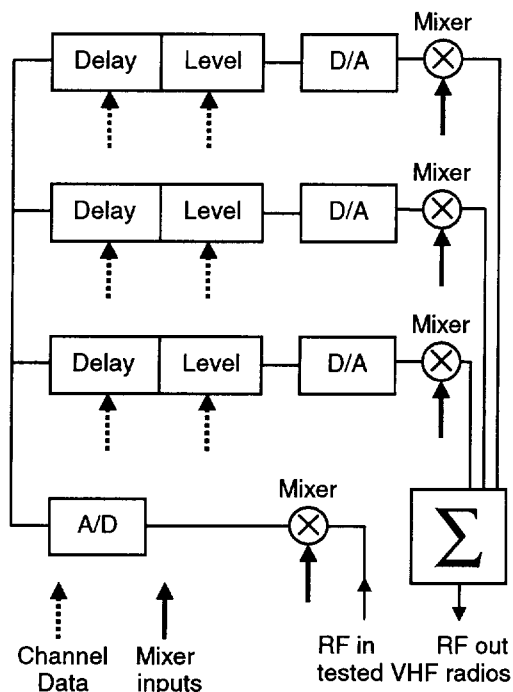 Mixer
Delay Level D/A
Mixer
Delay Level D/A
Mixer
Delay Level D/A
Mixer
A/D
Σ
Channel Data
Mixer inputs
RF in RF out
tested VHF radios